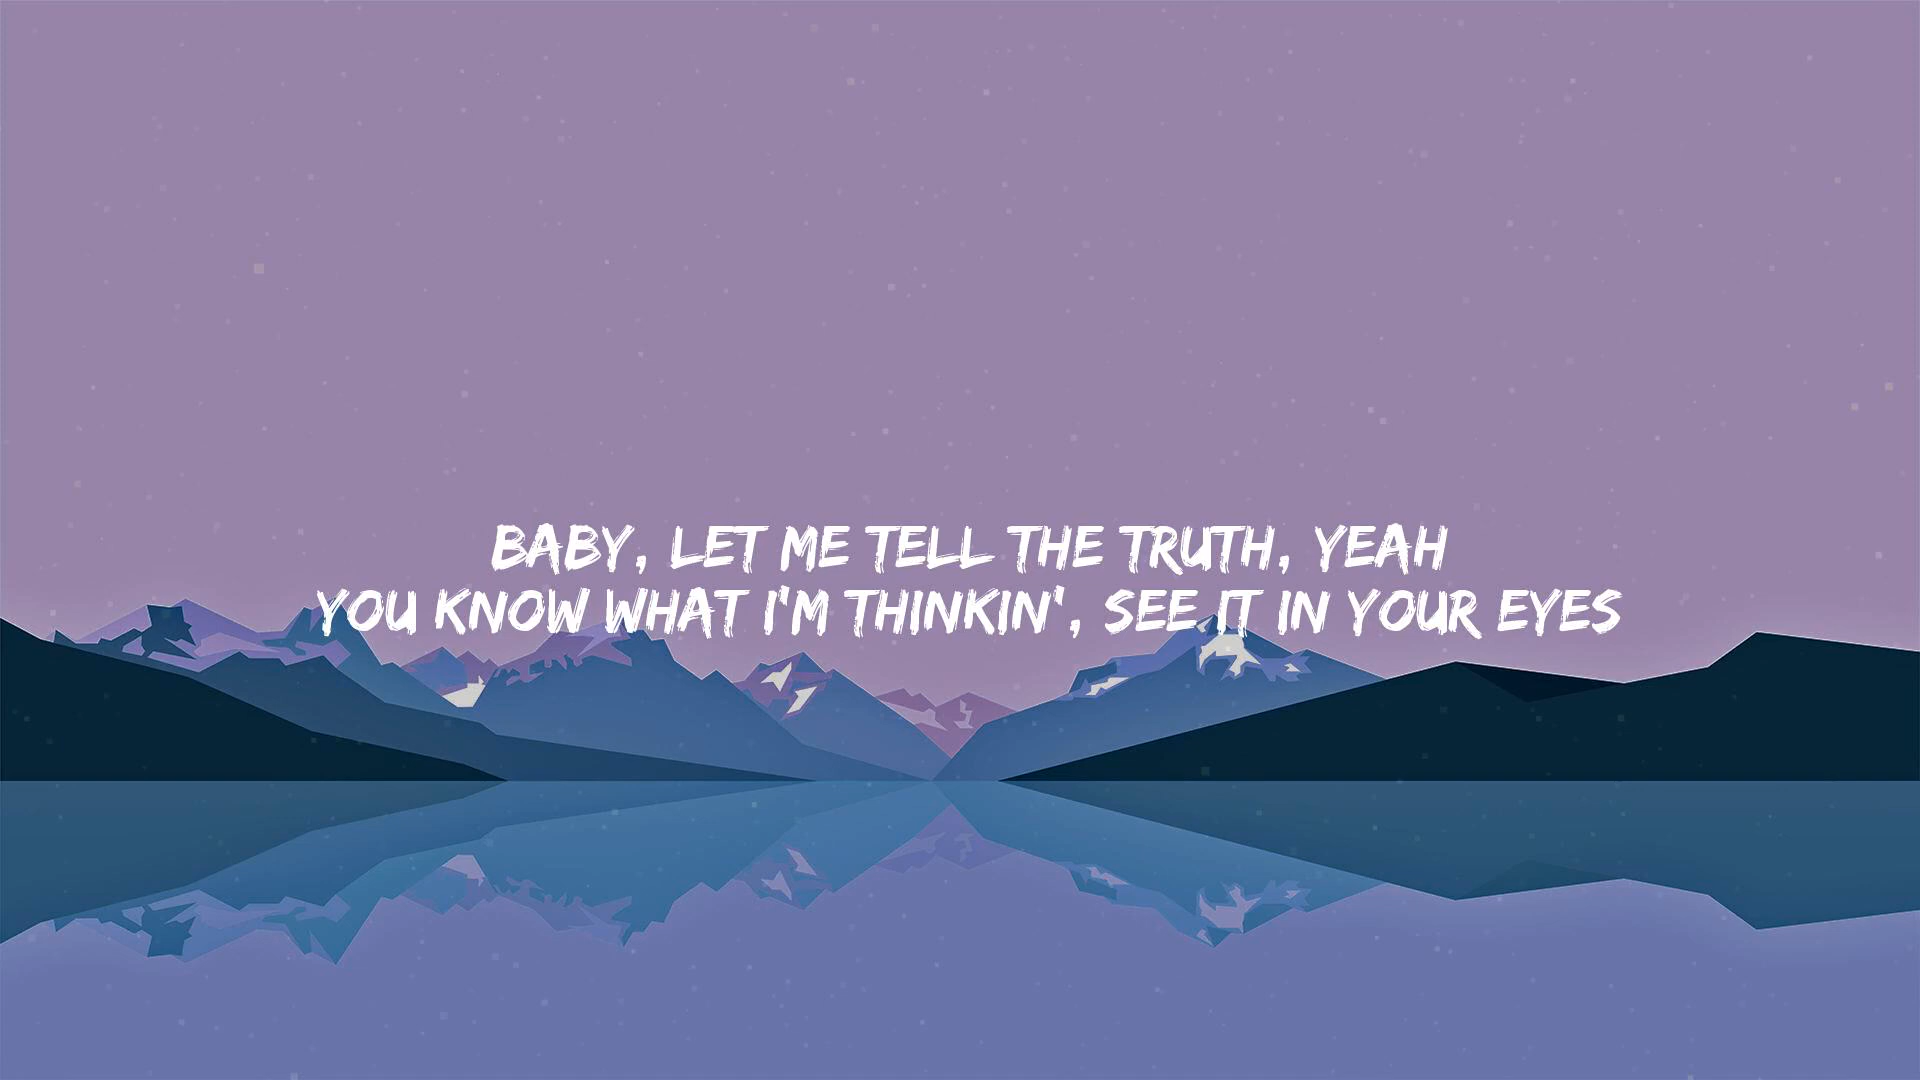 BABY, LET ME TELL THE TRUTH, YEAH
YOU KNOW WHAT I'M THINKIN', SEE IT IN YOUR EYES